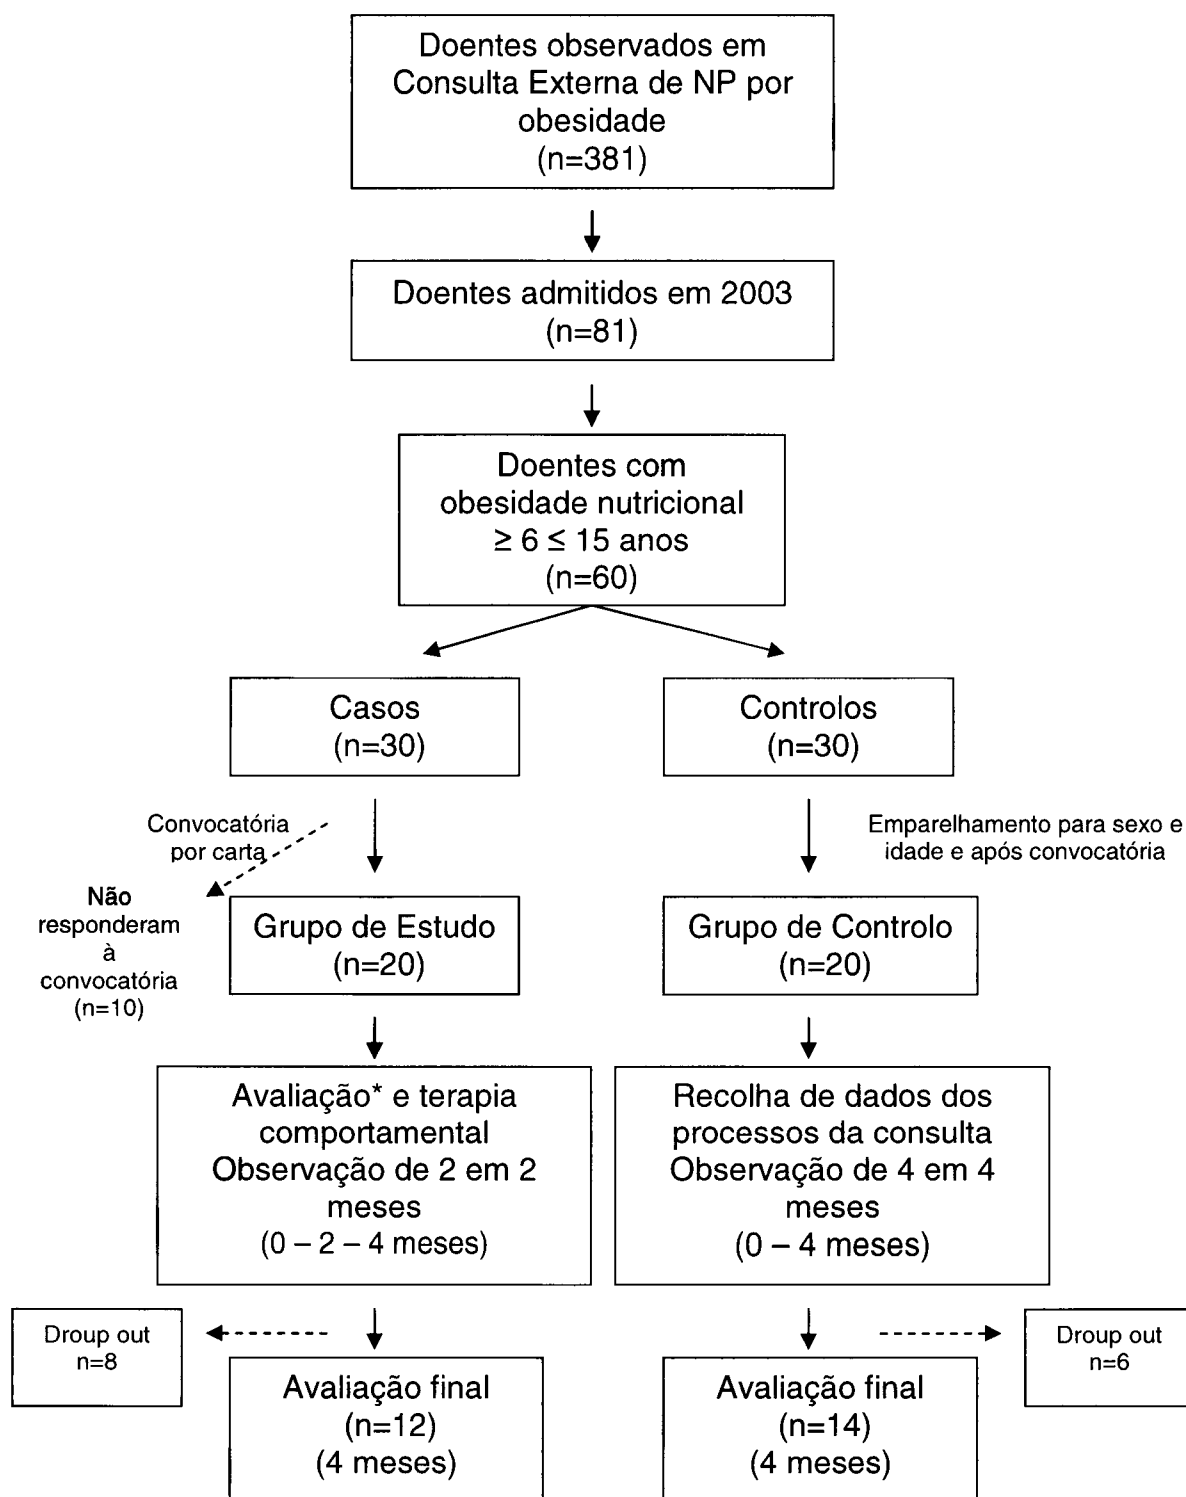 Doentes observados em
Consulta Externa de NP por
obesidade
(n=381)
Doentes admitidos em 2003
(n=81)
Doentes com
obesidade nutricional
≥ 6 ≤ 15 anos
(n=60)
Casos
(n=30)
Controlos
(n=30)
Convocatória
por carta
Emparelhamento para sexo e
idade e após convocatória
Não
responderam
à
convocatória
(n=10)
Grupo de Estudo
(n=20)
Grupo de Controlo
(n=20)
Avaliação* e terapia
comportamental
Observação de 2 em 2
meses
(0 – 2 – 4 meses)
Recolha de dados dos
processos da consulta
Observação de 4 em 4
meses
(0 – 4 meses)
Droup out
n=8
Droup out
n=6
Avaliação final
(n=12)
(4 meses)
Avaliação final
(n=14)
(4 meses)